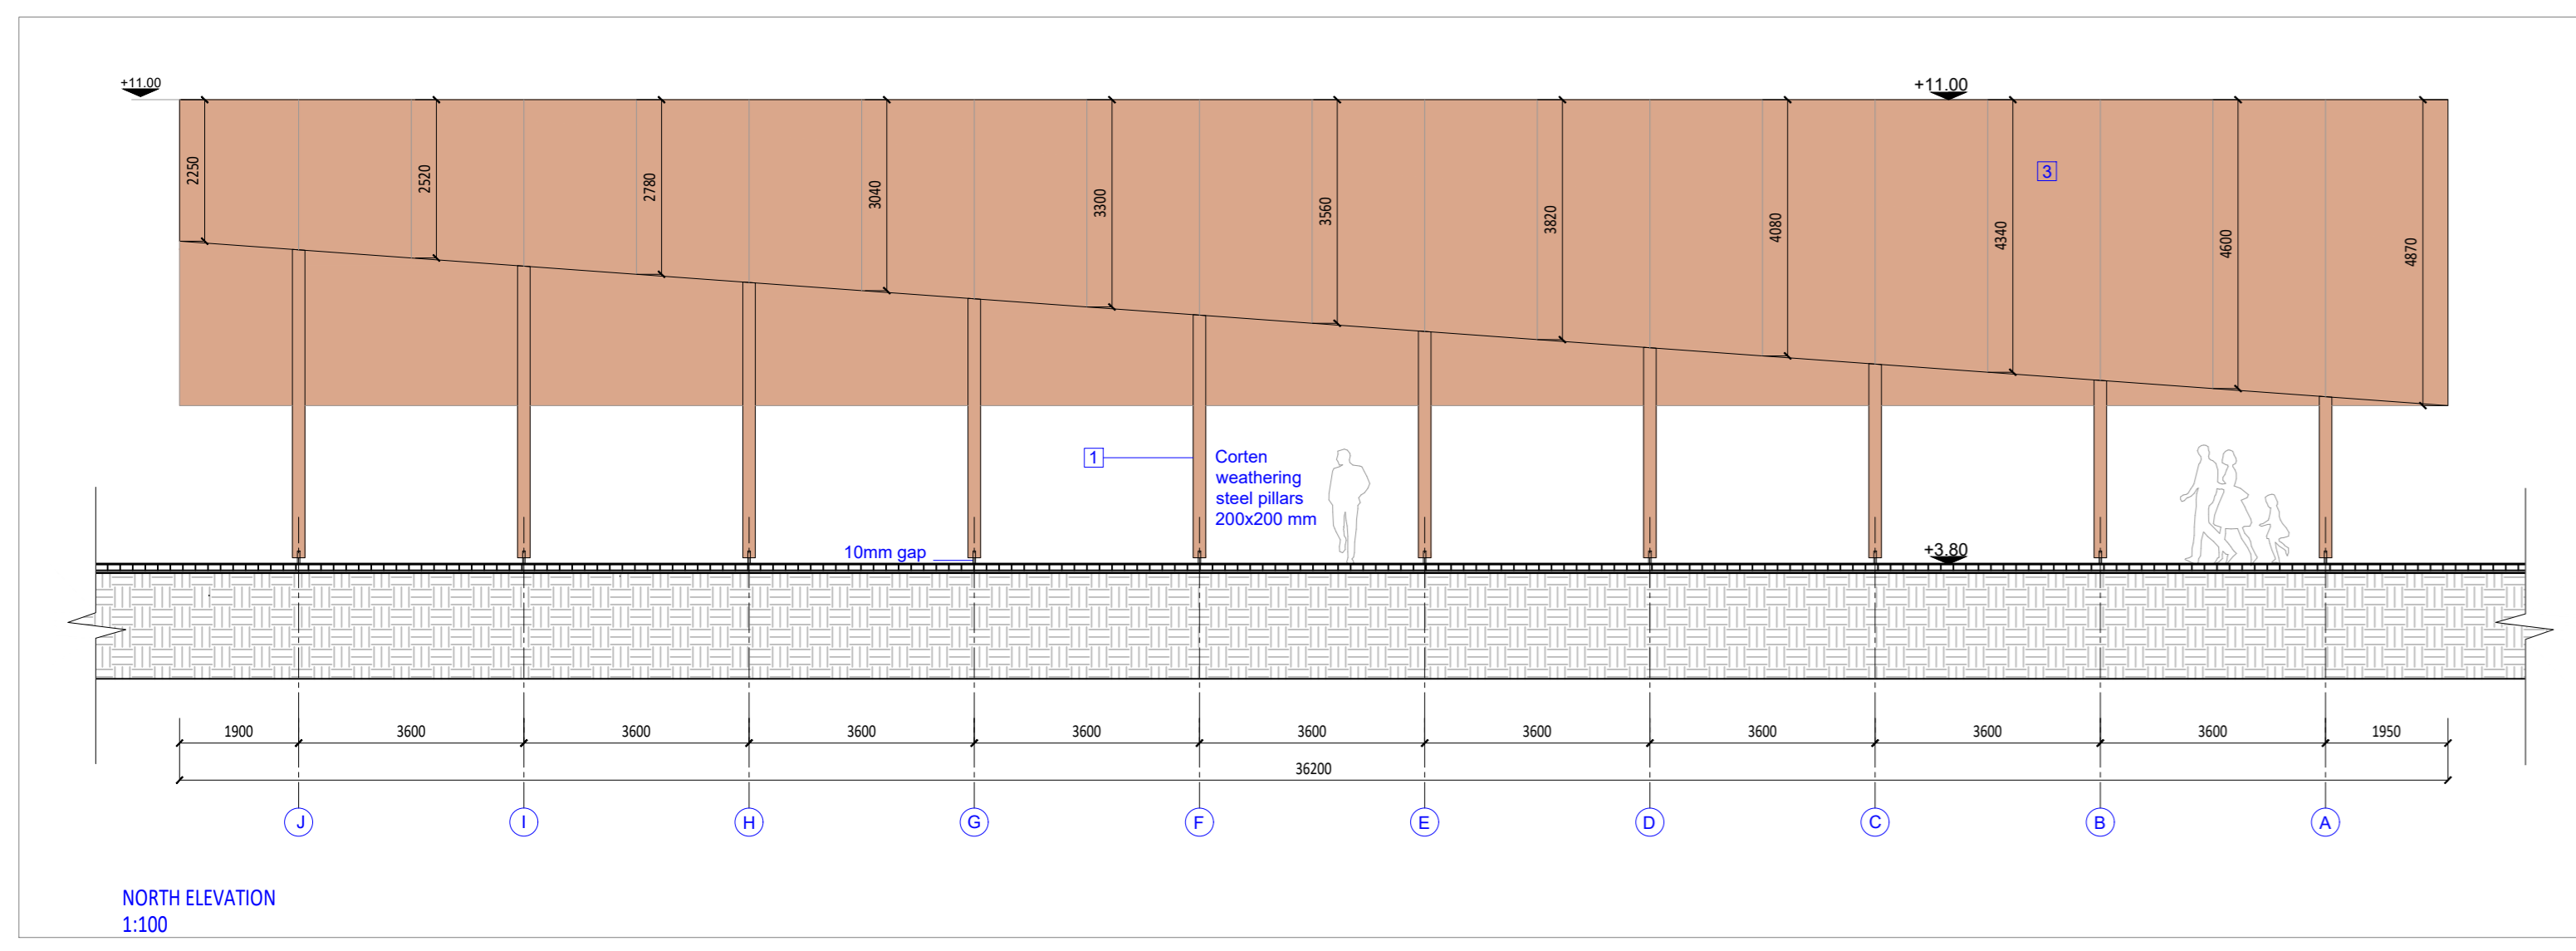 +11.00
+11.00
2250
2520
2780
3040
3300
3560
3820
4080
4340
4600
4870
3
1
Corten
weathering
steel pillars
200x200 mm
10mm gap
+3.80
1900
3600
3600
3600
3600
3600
3600
3600
3600
3600
1950
36200
J
I
H
G
F
E
D
C
B
A
NORTH ELEVATION
1:100